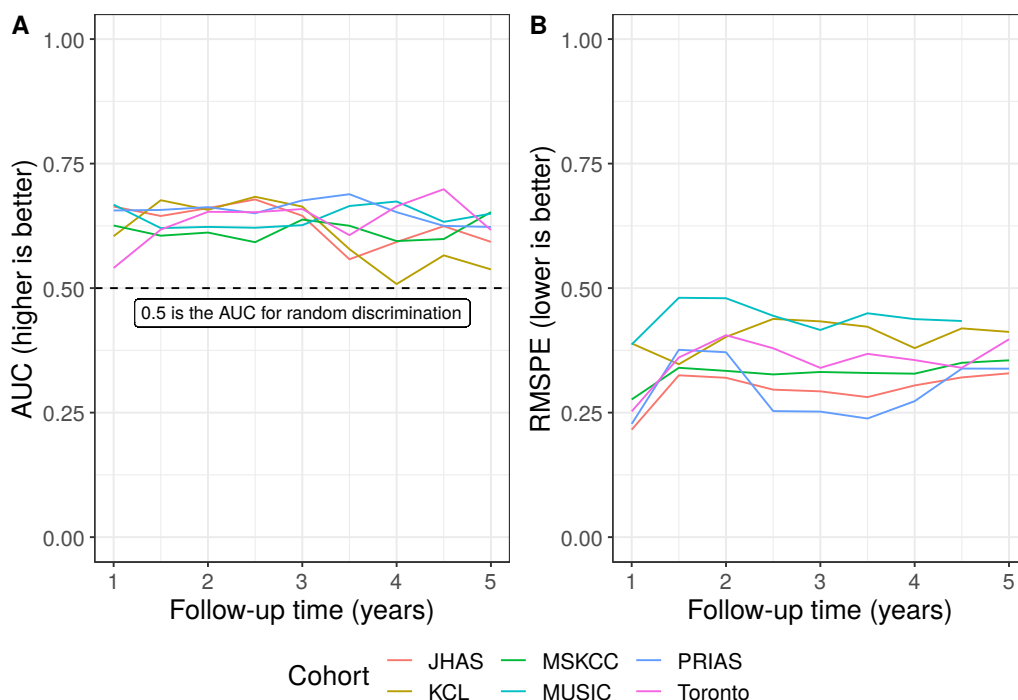 A
AUC (higher is better)
1.00
0.75
0.50
0.25
0.00
0.5 is the AUC for random discrimination
1 2 3 4 5
Follow-up time (years)
B
RMSPE (lower is better)
1.00
0.75
0.50
0.25
0.00
1 2 3 4 5
Follow-up time (years)
Cohort
JHAS MSKCC PRIAS
KCL MUSIC Toronto